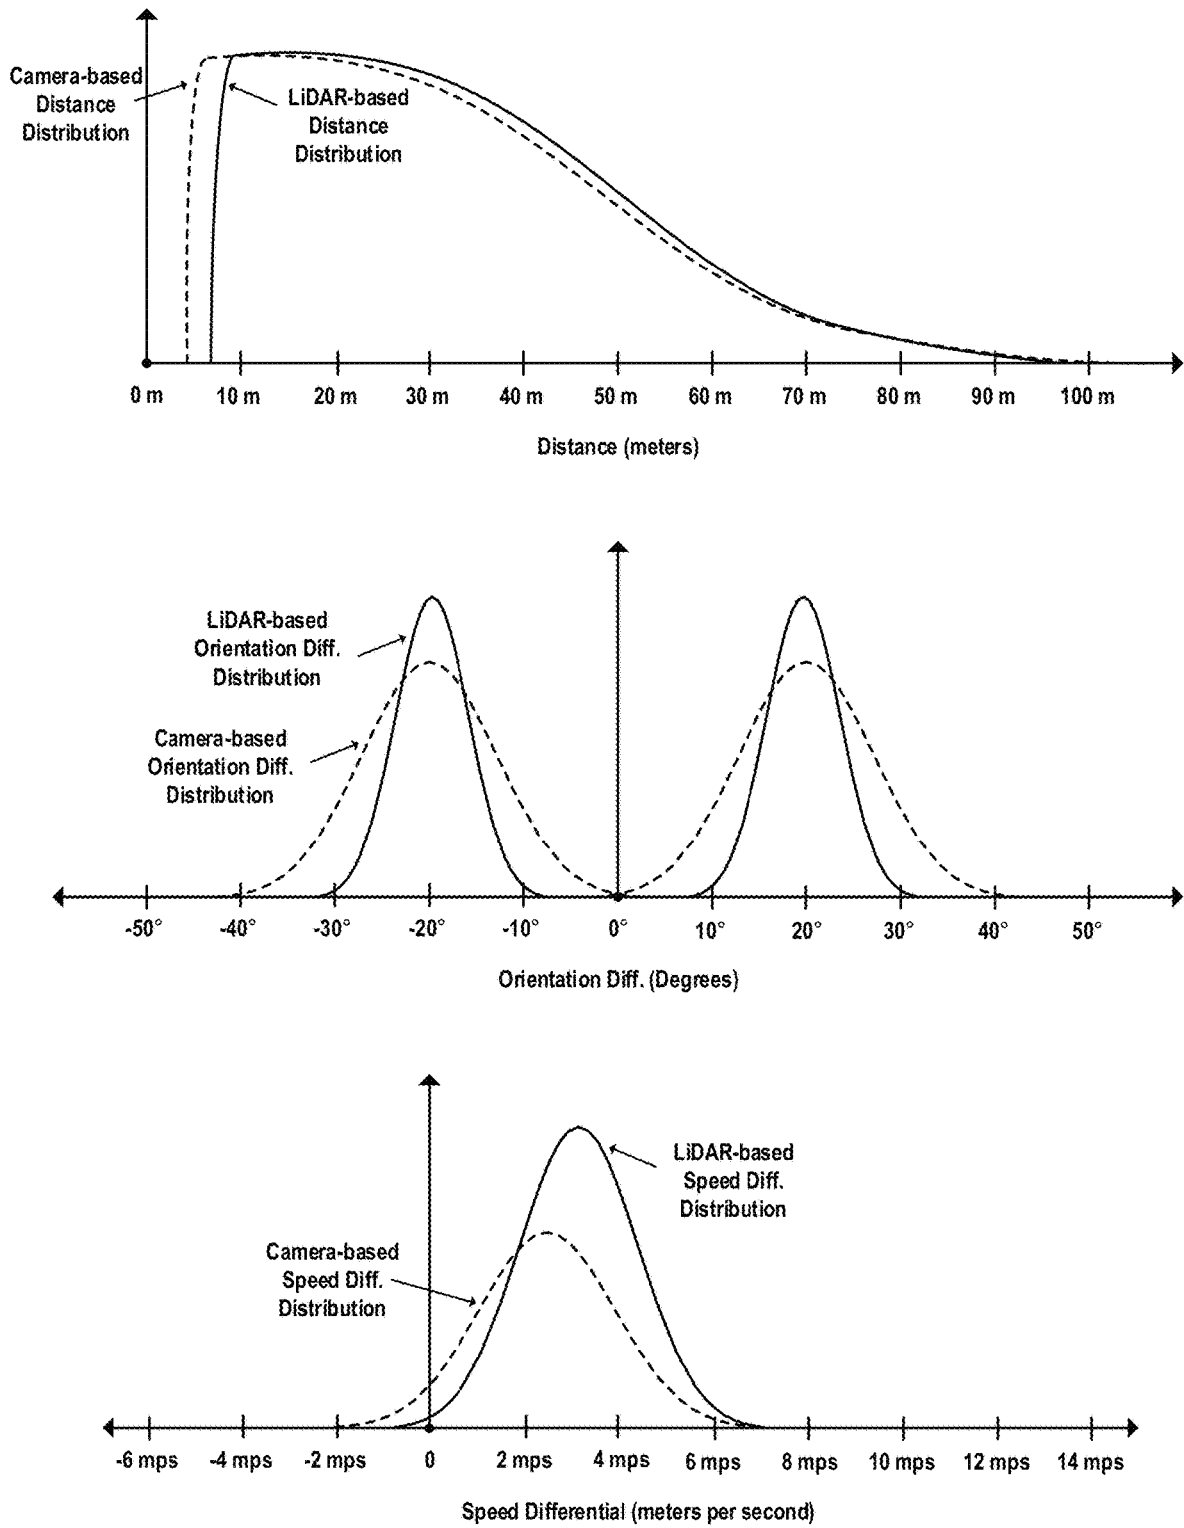 Camera-based
Distance
Distribution
LiDAR-based
Distance
Distribution
0 m 10 m 20 m 30 m 40 m 50 m 60 m 70 m 80 m 90 m 100 m
Distance (meters)
LiDAR-based
Orientation Diff.
Distribution
Camera-based
Orientation Diff.
Distribution
-50° -40° -30° -20° -10° 0° 10° 20° 30° 40° 50°
Orientation Diff. (Degrees)
LiDAR-based
Speed Diff.
Distribution
Camera-based
Speed Diff.
Distribution
-6 mps -4 mps -2 mps 0 2 mps 4 mps 6 mps 8 mps 10 mps 12 mps 14 mps
Speed Differential (meters per second)